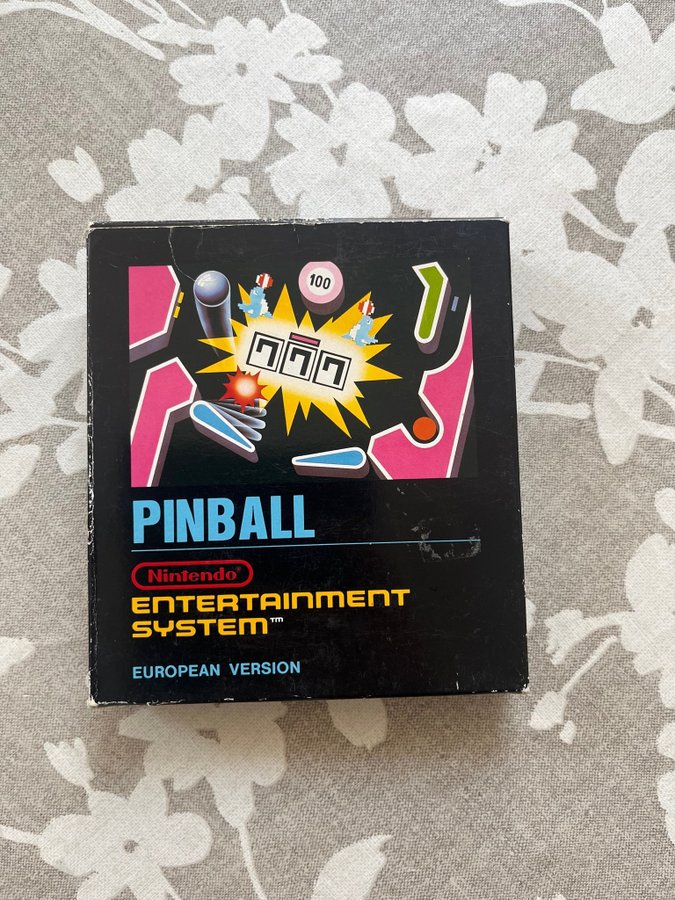 100
777
PINBALL
Nintendo®
ENTERTAINMENT
SYSTEM™
EUROPEAN VERSION